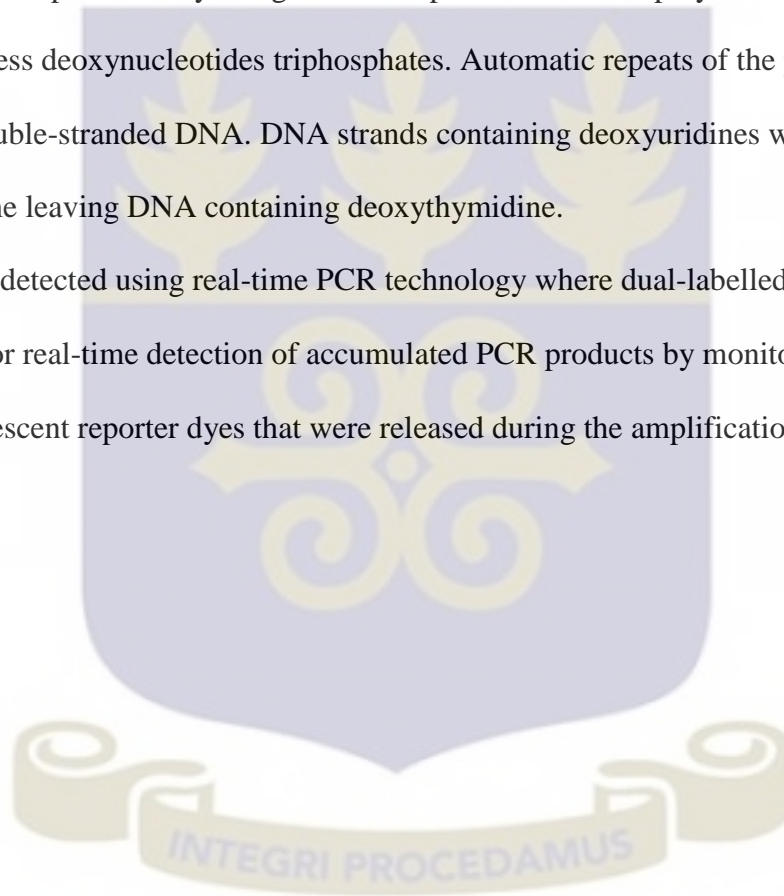 ess deoxynucleotides triphosphates. Automatic repeats of the
uble-stranded DNA. DNA strands containing deoxyuridines w
e leaving DNA containing deoxythymidine.
detected using real-time PCR technology where dual-labelled
or real-time detection of accumulated PCR products by monito
escent reporter dyes that were released during the amplificatio
INTEGRI PROCEDAMUS